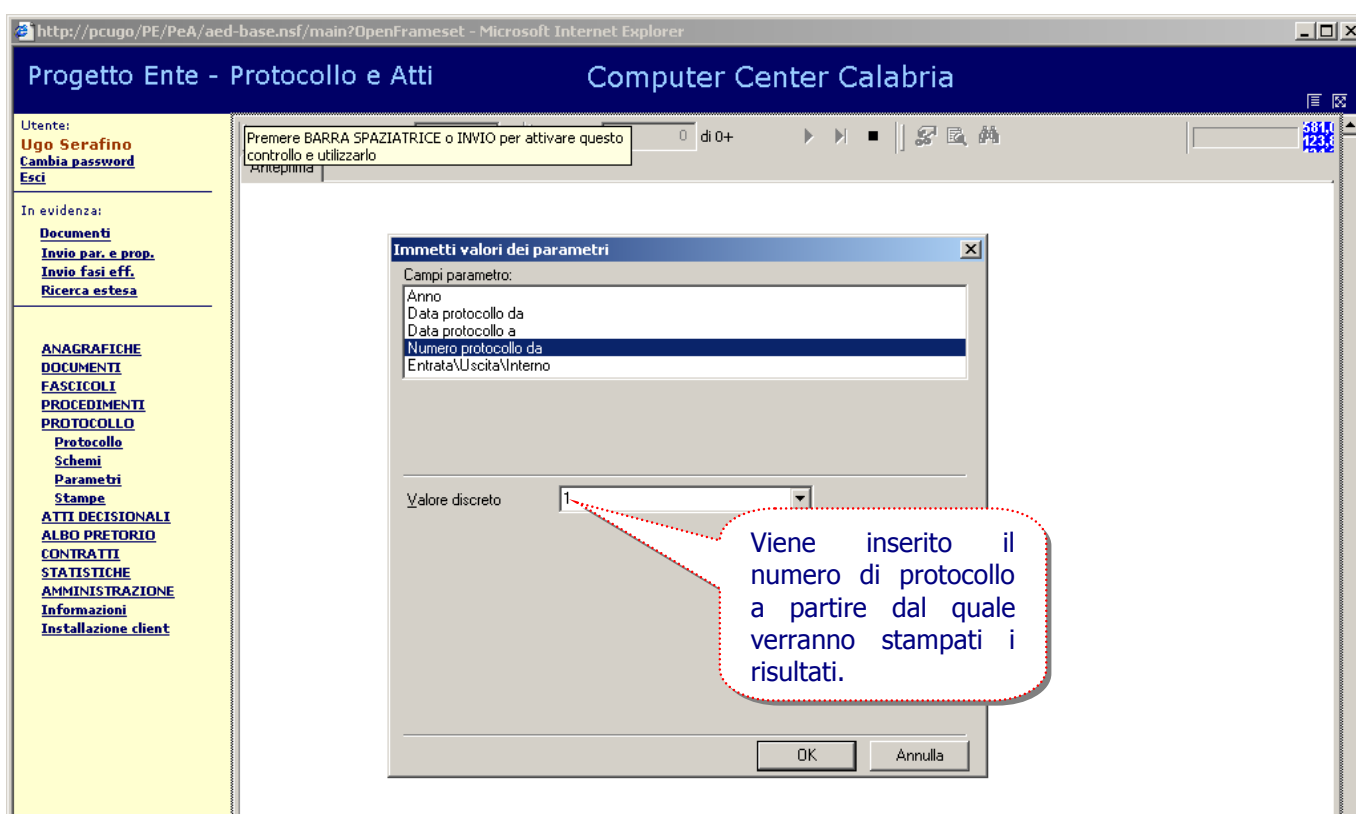 http://pcugo/PE/PeA/aed-base.nsf/main?OpenFrameset - Microsoft Internet Explorer
Progetto Ente - Protocollo e Atti
Computer Center Calabria
Utente:
Ugo Serafino
Cambia password
Esci
In evidenza:
Documenti
Invio par. e prop.
Invio fasi eff.
Ricerca estesa
ANAGRAFICHE
DOCUMENTI
FASCICOLI
PROCEDIMENTI
PROTOCOLLO
Protocollo
Schemi
Parametri
Stampe
ATTI DECISIONALI
ALBO PRETORIO
CONTRATTI
STATISTICHE
AMMINISTRAZIONE
Informazioni
Installazione client
Premere BARRA SPAZIATRICE o INVIO per attivare questo
controllo e utilizzarlo
0 di 0+
Anteprima
Immetti valori dei parametri
Campi parametro:
Anno
Data protocollo da
Data protocollo a
Numero protocollo da
Entrata\Uscita\Interno
Valore discreto
1
Viene inserito il
numero di protocollo
a partire dal quale
verranno stampati i
risultati.
OK
Annulla